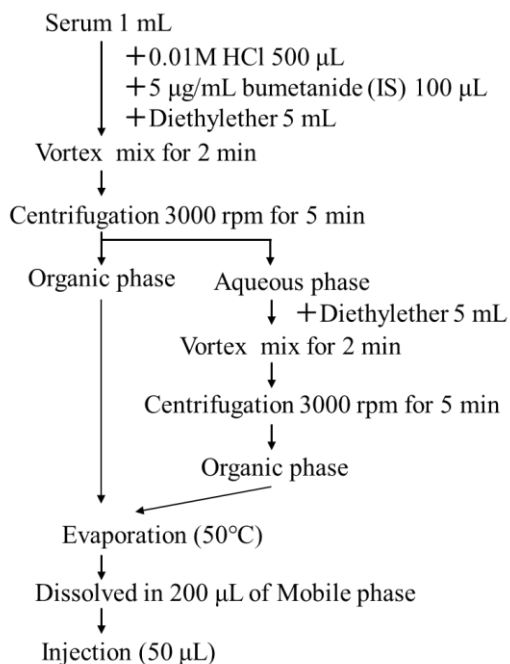 Serum 1 mL
+0.01M HCl 500 μL
+5 μg/mL bumetanide (IS) 100 μL
+Diethylether 5 mL
Vortex mix for 2 min
Centrifugation 3000 rpm for 5 min
Organic phase
Aqueous phase
+Diethylether 5 mL
Vortex mix for 2 min
Centrifugation 3000 rpm for 5 min
Organic phase
Evaporation (50°C)
Dissolved in 200 μL of Mobile phase
Injection (50 μL)